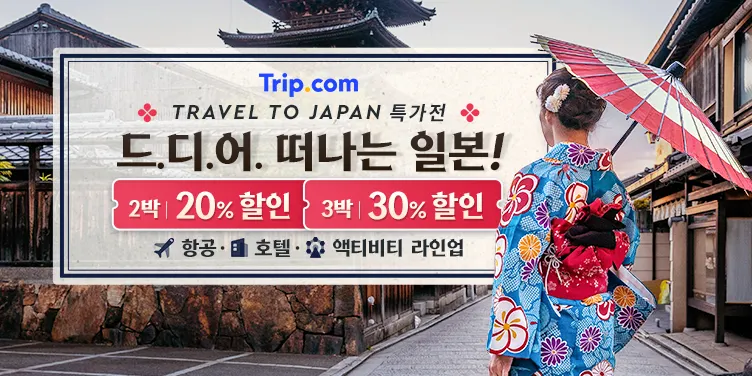 Trip.com
TRAVEL TO JAPAN 특가전
드.디.어. 떠나는 일본!
2박 | 20% 할인 3박 | 30% 할인
항공 · 호텔 · 액티비티 라인업